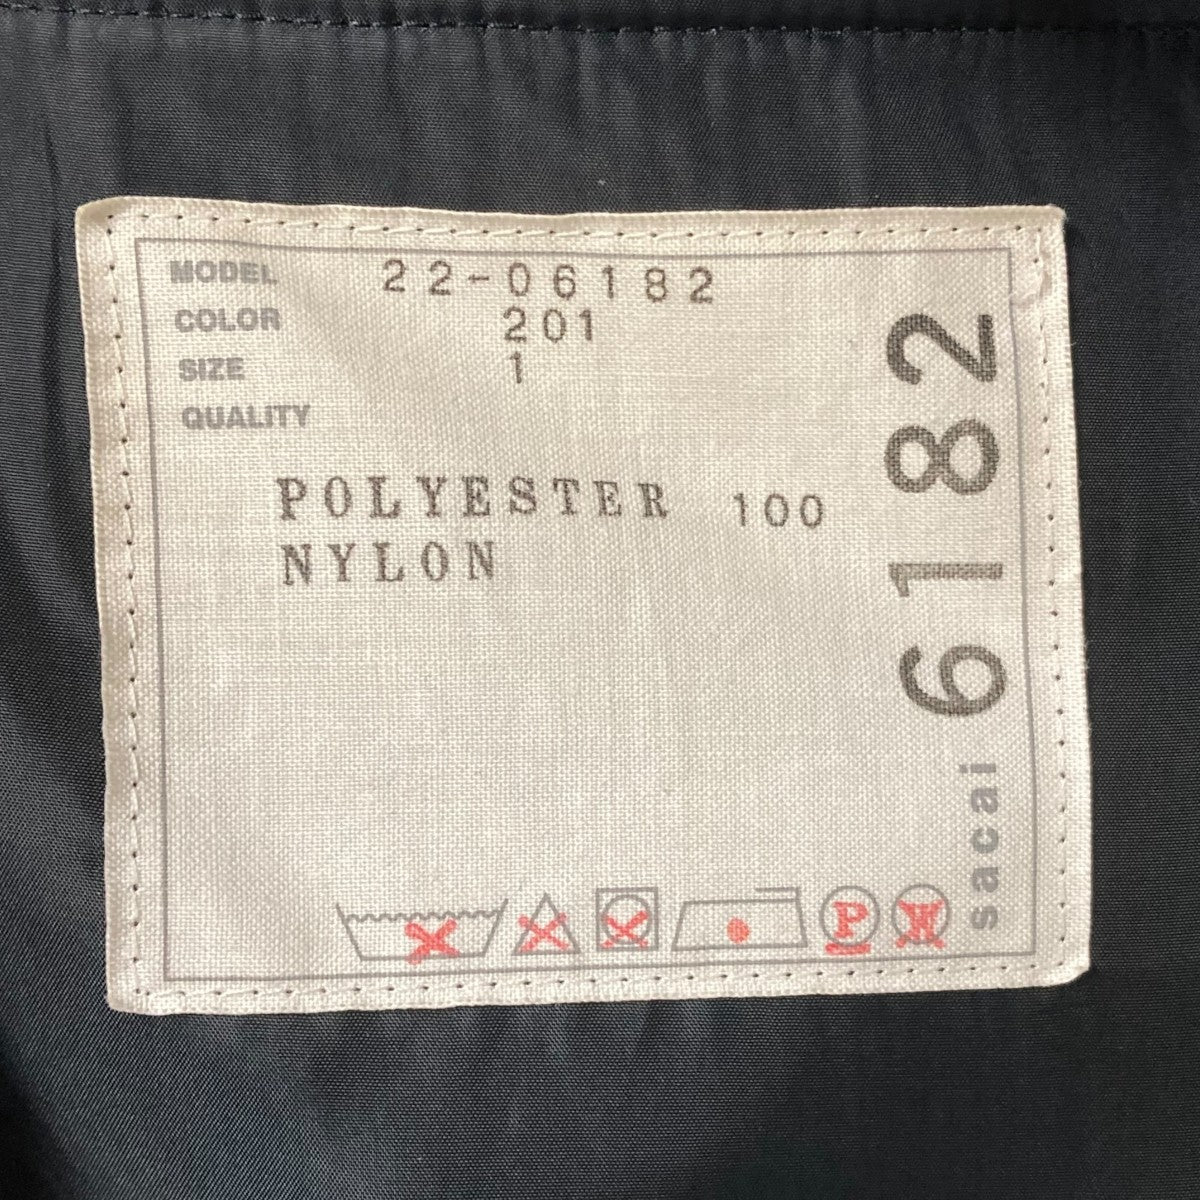 MODEL 22-06182
COLOR 201
SIZE 1
QUALITY
POLYESTER 100
NYLON
sacai 6182
P
W